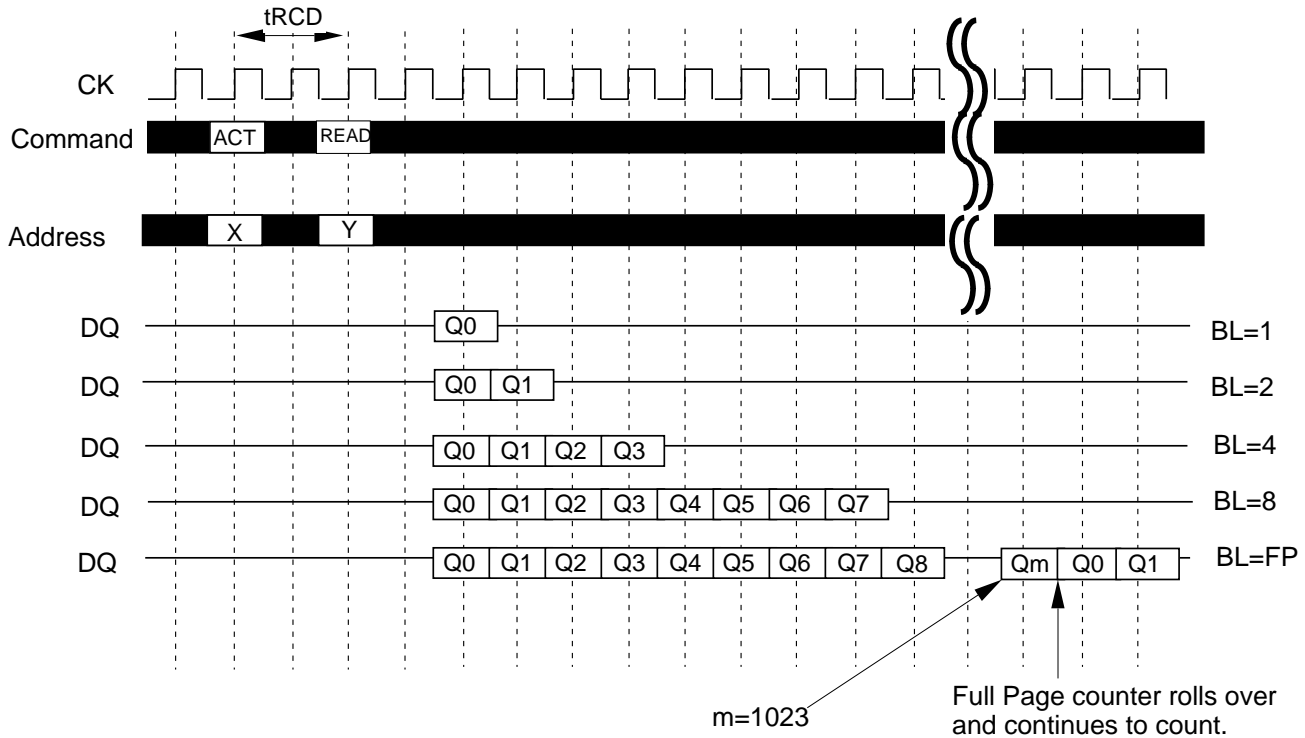 tRCD
CK
Command ACT READ
Address X Y
DQ Q0 BL=1
DQ Q0 Q1 BL=2
DQ Q0 Q1 Q2 Q3 BL=4
DQ Q0 Q1 Q2 Q3 Q4 Q5 Q6 Q7 BL=8
DQ Q0 Q1 Q2 Q3 Q4 Q5 Q6 Q7 Q8 Qm Q0 Q1 BL=FP
m=1023
Full Page counter rolls over
and continues to count.